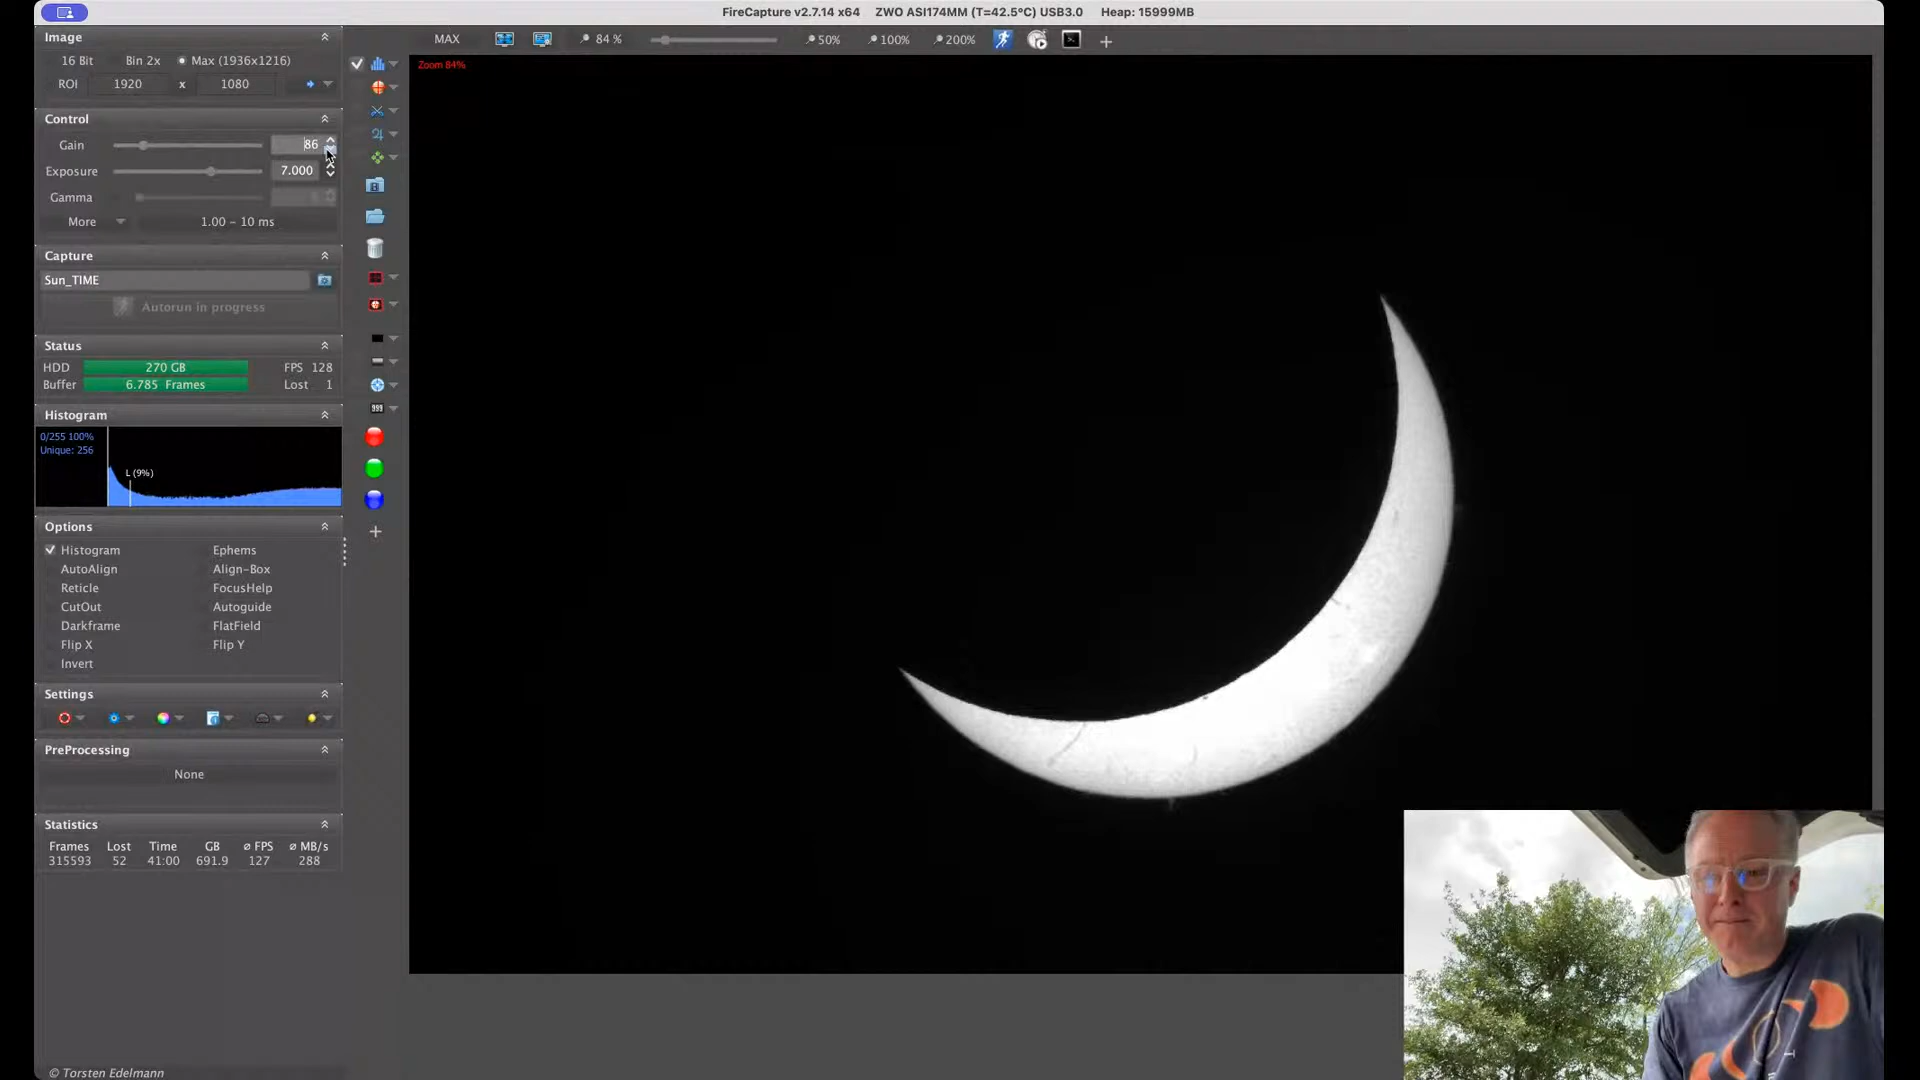 FireCapture v2.7.14 x64 ZWO ASI174MM (T=42.5°C) USB3.0 Heap: 15999MB
Image
MAX 84 % 50% 100% 200%
16 Bit Bin 2x Max (1936x1216)
Zoom 84%
ROI 1920 x 1080
Control
Gain 86
Exposure 7.000
Gamma
More 1.00 - 10 ms
Capture
Sun_TIME
Autorun in progress
Status
HDD 270 GB FPS 128
Buffer 6.785 Frames Lost 1
Histogram
0/255 100%
Unique: 256
L (9%)
999
Options
Histogram Ephems
AutoAlign Align-Box
Reticle FocusHelp
CutOut Autoguide
Darkframe FlatField
Flip X Flip Y
Invert
Settings
PreProcessing
None
Statistics
Frames Lost Time GB ø FPS ø MB/s
315593 52 41:00 691.9 127 288
© Torsten Edelmann